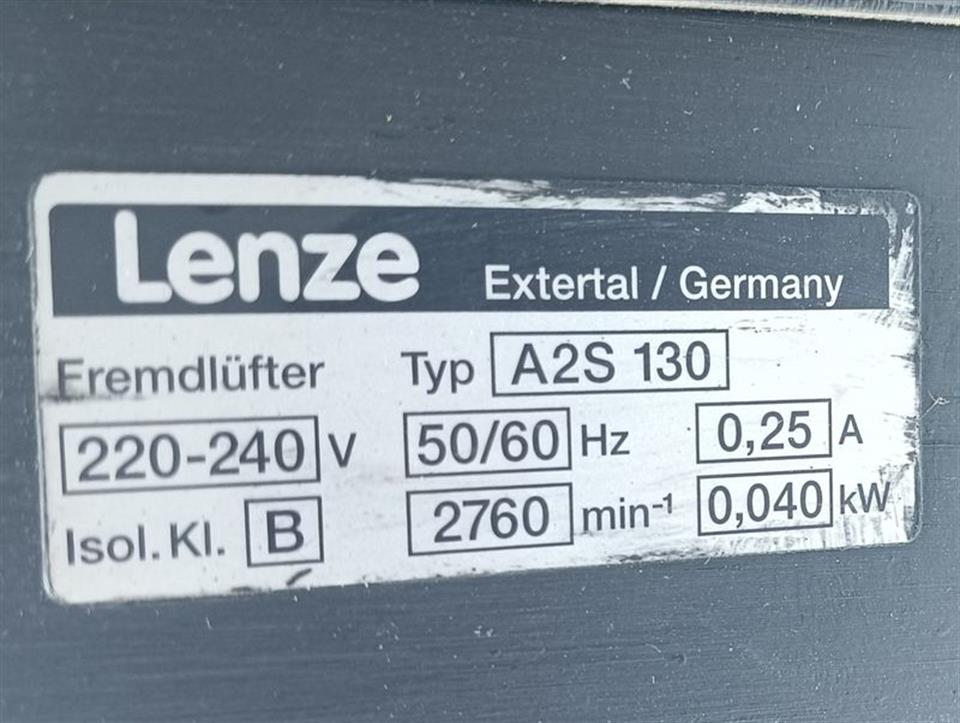 Lenze Extertal / Germany
Fremdlüfter Typ A2S 130
220-240 V 50/60 Hz 0,25 A
Isol. Kl. B 2760 min-1 0,040 kW